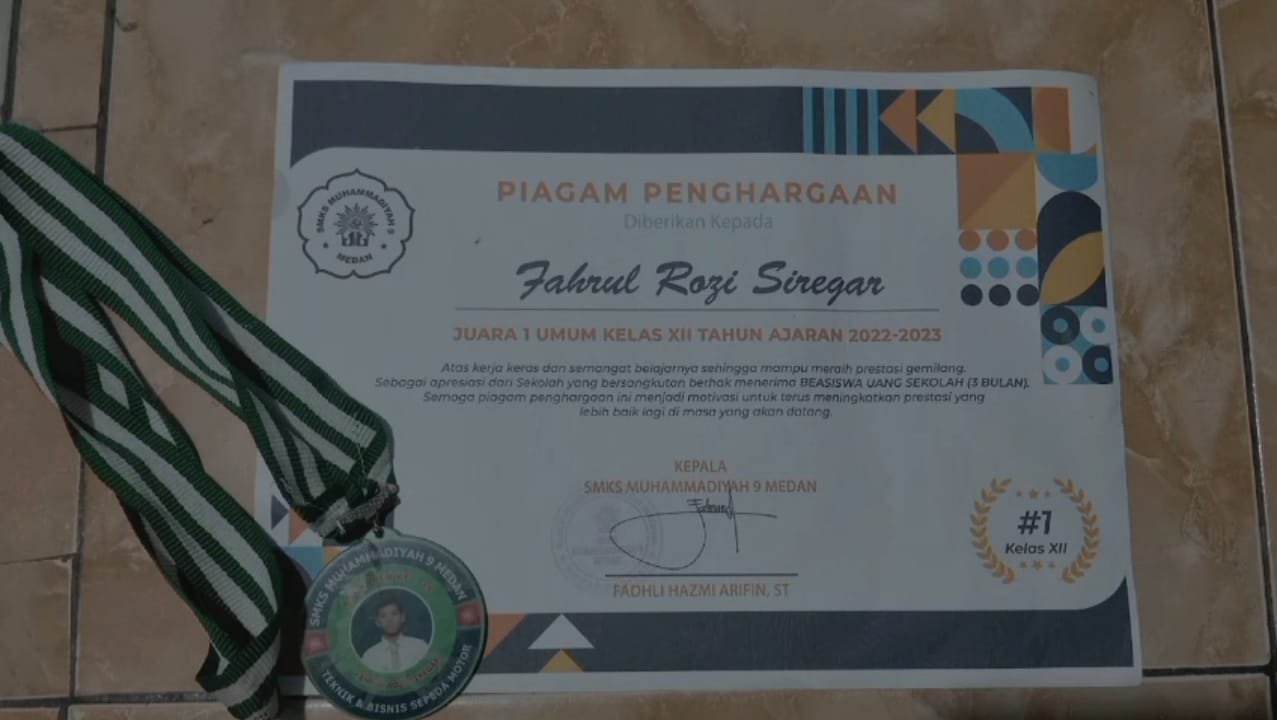 SMKS MUHAMMADIYAH 9
MEDAN
PIAGAM PENGHARGAAN
Diberikan Kepada
Fahrul Rozi Siregar
JUARA 1 UMUM KELAS XII TAHUN AJARAN 2022-2023
Atas kerja keras dan semangat belajarnya sehingga mampu meraih prestasi gemilang.
Sebagai apresiasi dari Sekolah yang bersangkutan berhak menerima BEASISWA UANG SEKOLAH (3 BULAN).
Semoga piagam penghargaan ini menjadi motivasi untuk terus meningkatkan prestasi yang
lebih baik lagi di masa yang akan datang.
KEPALA
SMKS MUHAMMADIYAH 9 MEDAN
FADHLI HAZMI ARIFIN, ST
#1
Kelas XII
SMKS MUHAMMADIYAH 9 MEDAN
TEKNIK & BISNIS SEPEDA MOTOR